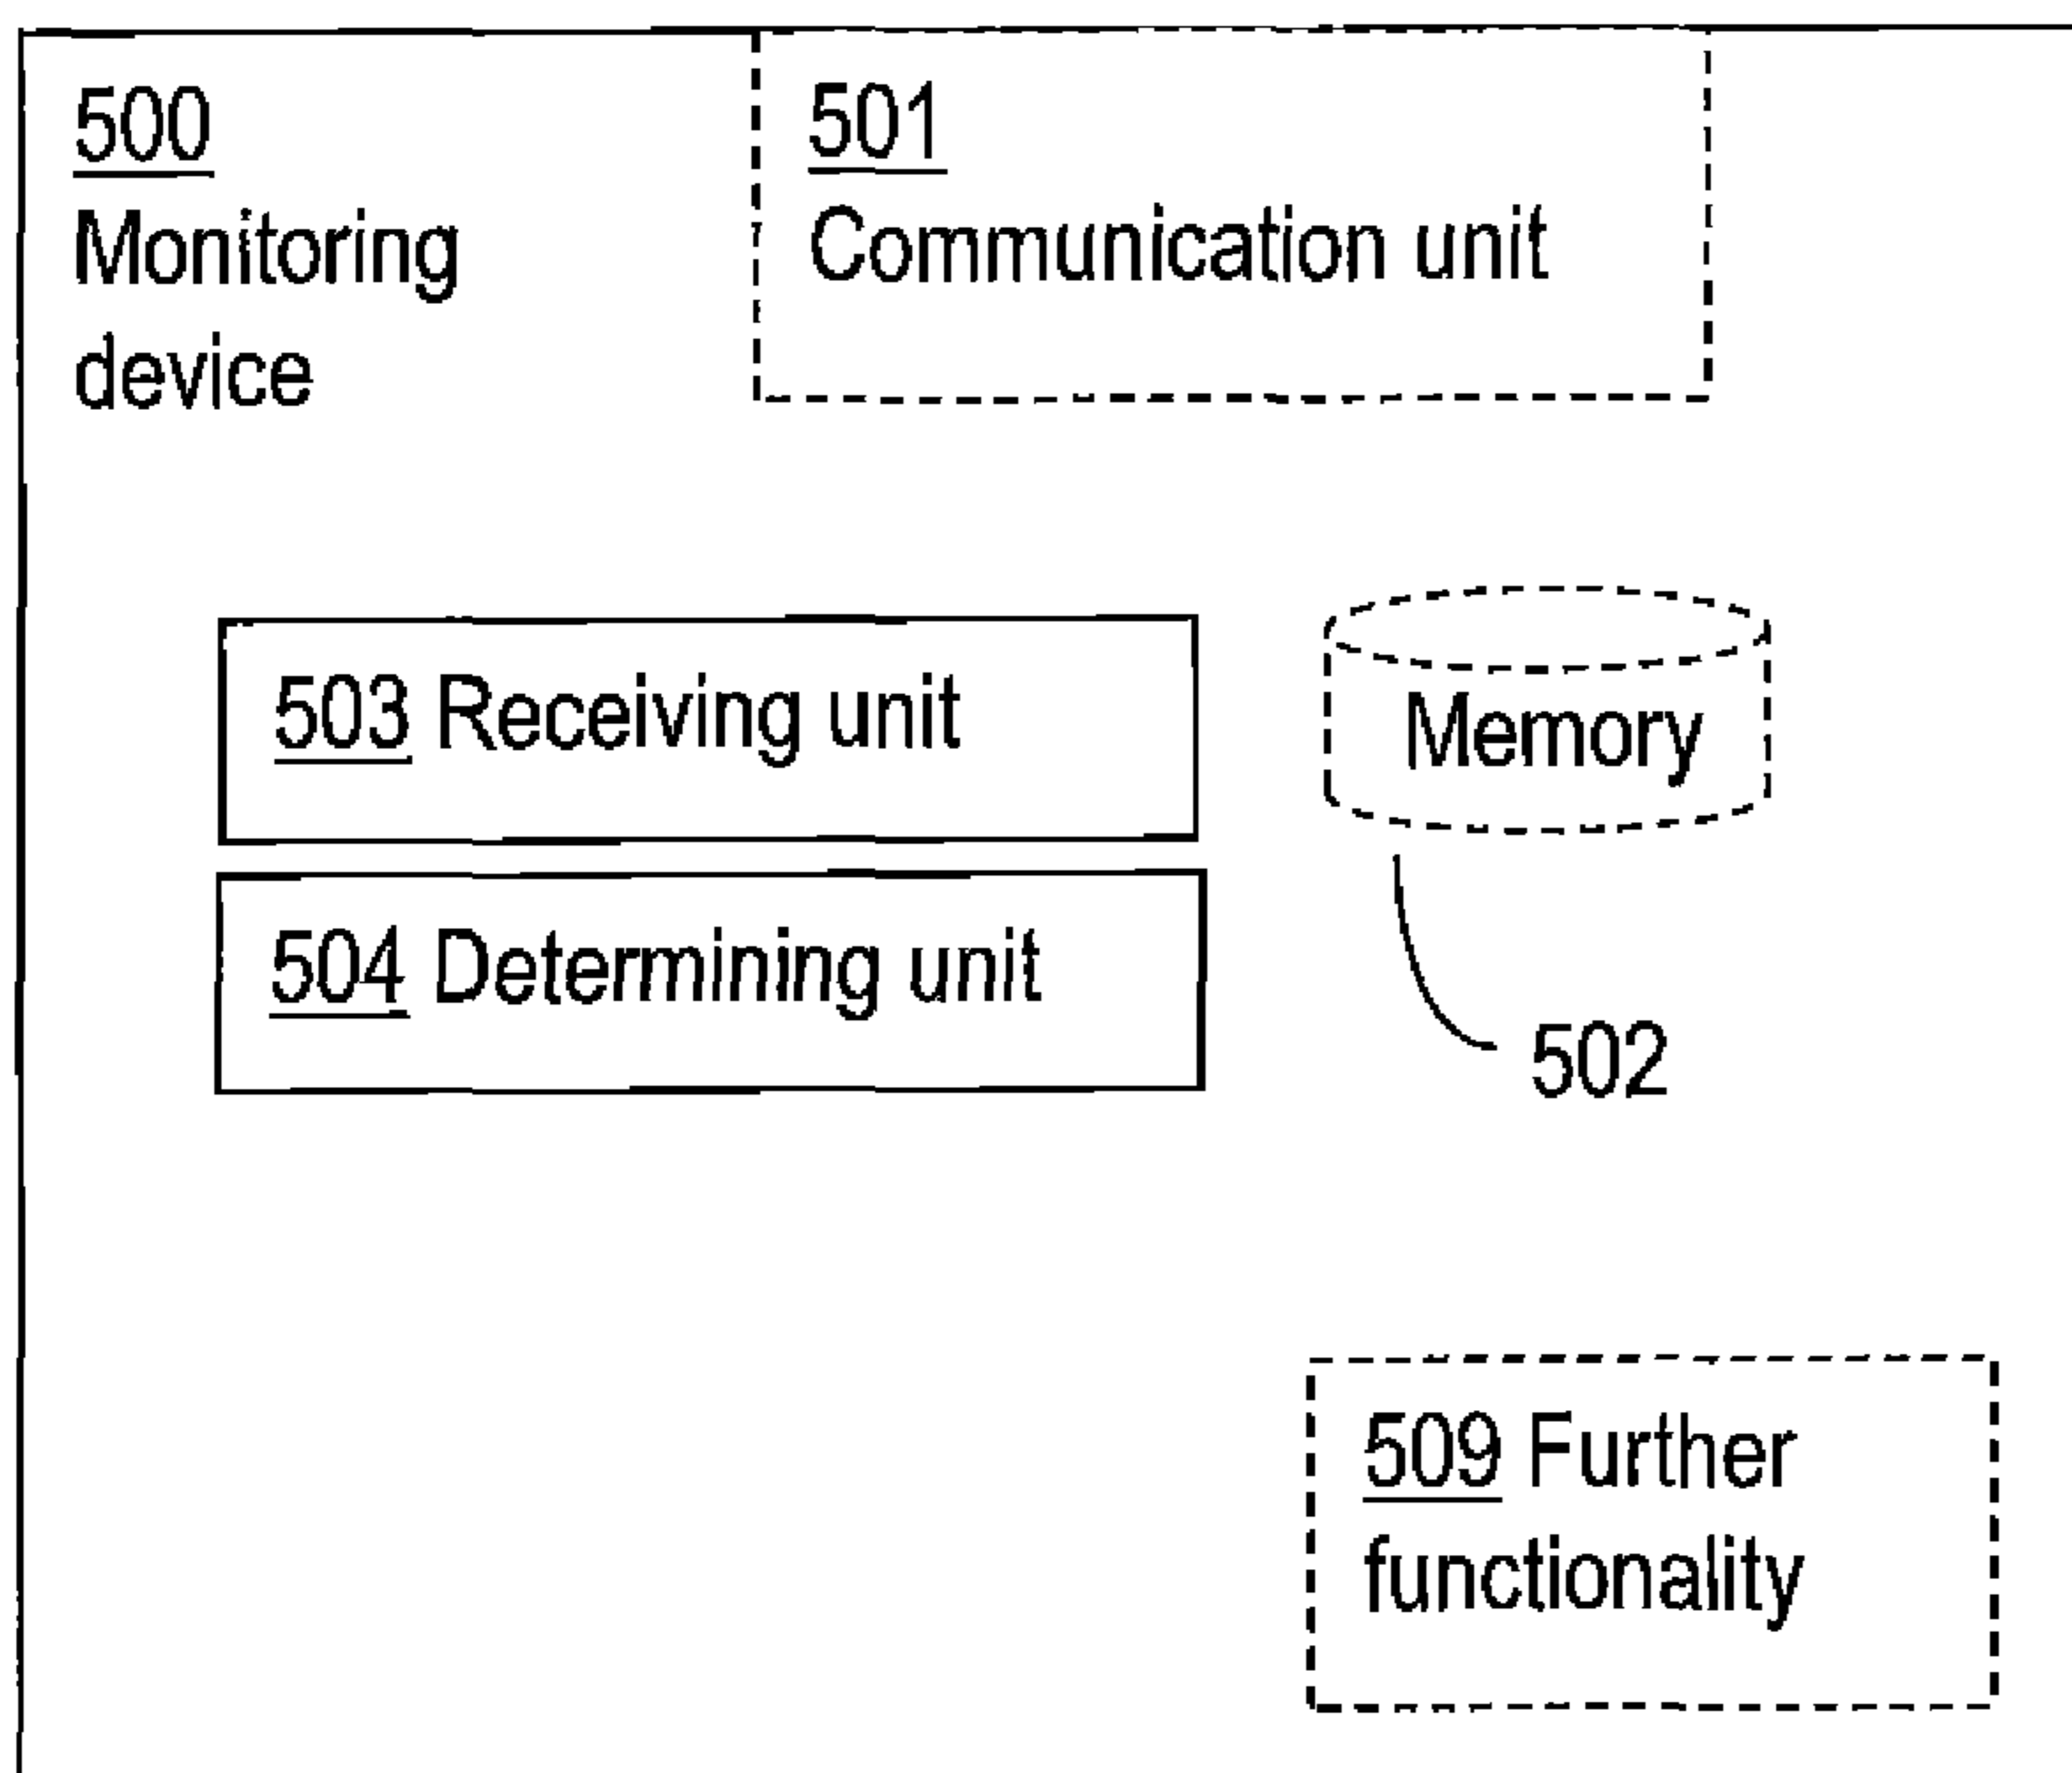 500
Monitoring
device
501
Communication unit
503 Receiving unit
Memory
504 Determining unit
502
509 Further
functionality